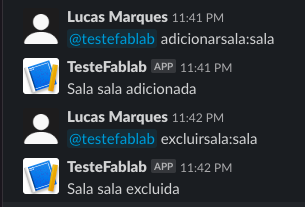 Lucas Marques 11:41 PM
@testefablab adicionarsala:sala
TesteFablab APP 11:41 PM
Sala sala adicionada
Lucas Marques 11:42 PM
@testefablab excluirsala:sala
TesteFablab APP 11:42 PM
Sala sala excluida